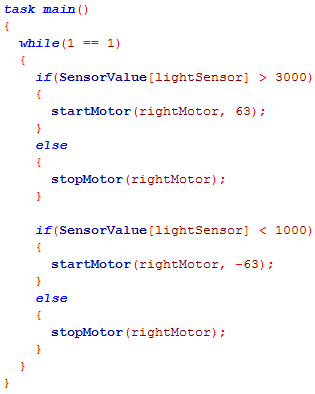 task main()
{
  while(1 == 1)
  {
    if(SensorValue[lightSensor] > 3000)
    {
      startMotor(rightMotor, 63);
    }
    else
    {
      stopMotor(rightMotor);
    }

    if(SensorValue[lightSensor] < 1000)
    {
      startMotor(rightMotor, -63);
    }
    else
    {
      stopMotor(rightMotor);
    }
  }
}